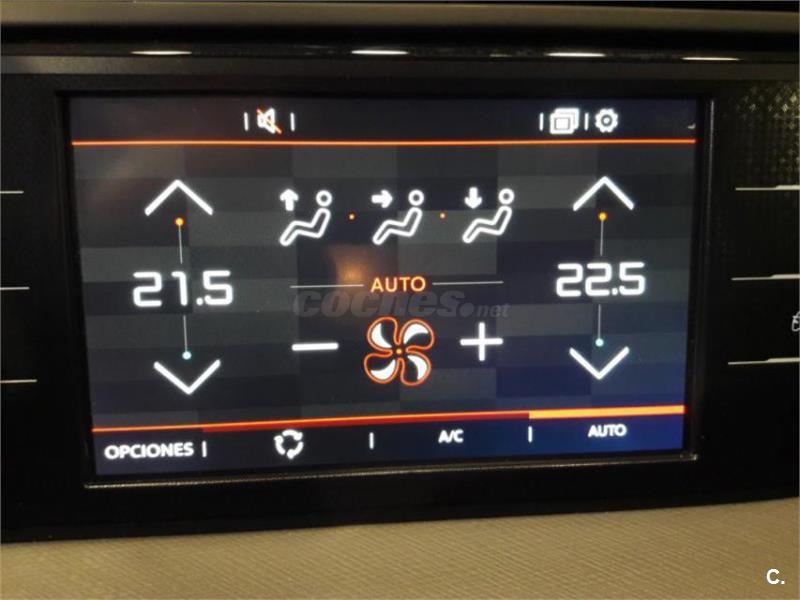 AUTO
21.5
22.5
coches.net
OPCIONES
A/C
AUTO
C.